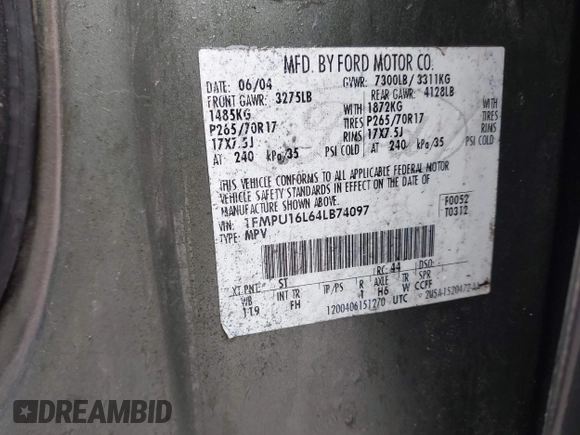 MFD. BY FORD MOTOR CO.
DATE 06/04 GVWR: 7300LB/ 3311KG
FRONT GAWR: 3275LB REAR GAWR: 4128LB
1485KG WITH 1872KG WITH
P265/70R17 TIRES P265/70R17 TIRES
17X7.5J RIMS 17X7.5J RIMS
AT 240 kPa/35 PSI COLD AT 240 kPa/35 PSI COLD
THIS VEHICLE CONFORMS TO ALL APPLICABLE FEDERAL MOTOR
VEHICLE SAFETY STANDARDS IN EFFECT ON THE DATE OF
MANUFACTURE SHOWN ABOVE.
VIN: 1FMPU16L64LB74097 F0052
TYPE: MPV T0312
RC: 44 DSO:
EXT PNT: ST
WB INT TR TP/PS R AXLE TR SPR
119 FH 1 H6 W CCFF
1200406151270 UTC
DREAMBID